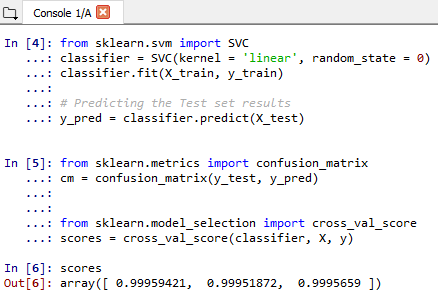 Console 1/A
In [4]: from sklearn.svm import SVC
...: classifier = SVC(kernel = 'linear', random_state = 0)
...: classifier.fit(X_train, y_train)
...:
...: # Predicting the Test set results
...: y_pred = classifier.predict(X_test)
In [5]: from sklearn.metrics import confusion_matrix
...: cm = confusion_matrix(y_test, y_pred)
...:
...:
...: from sklearn.model_selection import cross_val_score
...: scores = cross_val_score(classifier, X, y)
In [6]: scores
Out[6]: array([ 0.99959421, 0.99951872, 0.9995659 ])